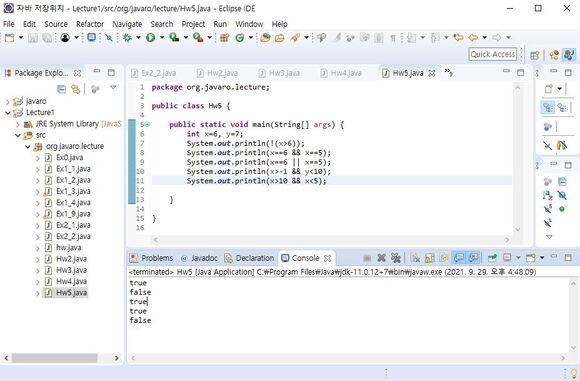 자바 저장위치 - Lecture1/src/org/javaro/lecture/Hw5.java - Eclipse IDE
File Edit Source Refactor Navigate Search Project Run Window Help
Quick Access
Package Explo...
Ex2_2.java Hw2.java Hw3.java Hw4.java Hw5.java
javaro
Lecture1
JRE System Library [JavaS
src
org.javaro.lecture
Ex0.java
Ex1_1.java
Ex1_2.java
Ex1_3.java
Ex1_4.java
Ex1_9.java
Ex2_1.java
Ex2_2.java
hw.java
Hw2.java
Hw3.java
Hw4.java
Hw5.java
1 package org.javaro.lecture;
2
3 public class Hw5 {
4
5 public static void main(String[] args) {
6 int x=6, y=7;
7 System.out.println(!(x>6));
8 System.out.println(x==6 && x==5);
9 System.out.println(x==6 || x==5);
10 System.out.println(x>-1 && y<10);
11 System.out.println(x>10 && x<5);
12
13 }
14
15 }
16
Problems Javadoc Declaration Console
<terminated> Hw5 [Java Application] C:₩Program Files₩Java₩jdk-11.0.12+7₩bin₩javaw.exe (2021. 9. 29. 오후 4:48:09)
true
false
true
true
false